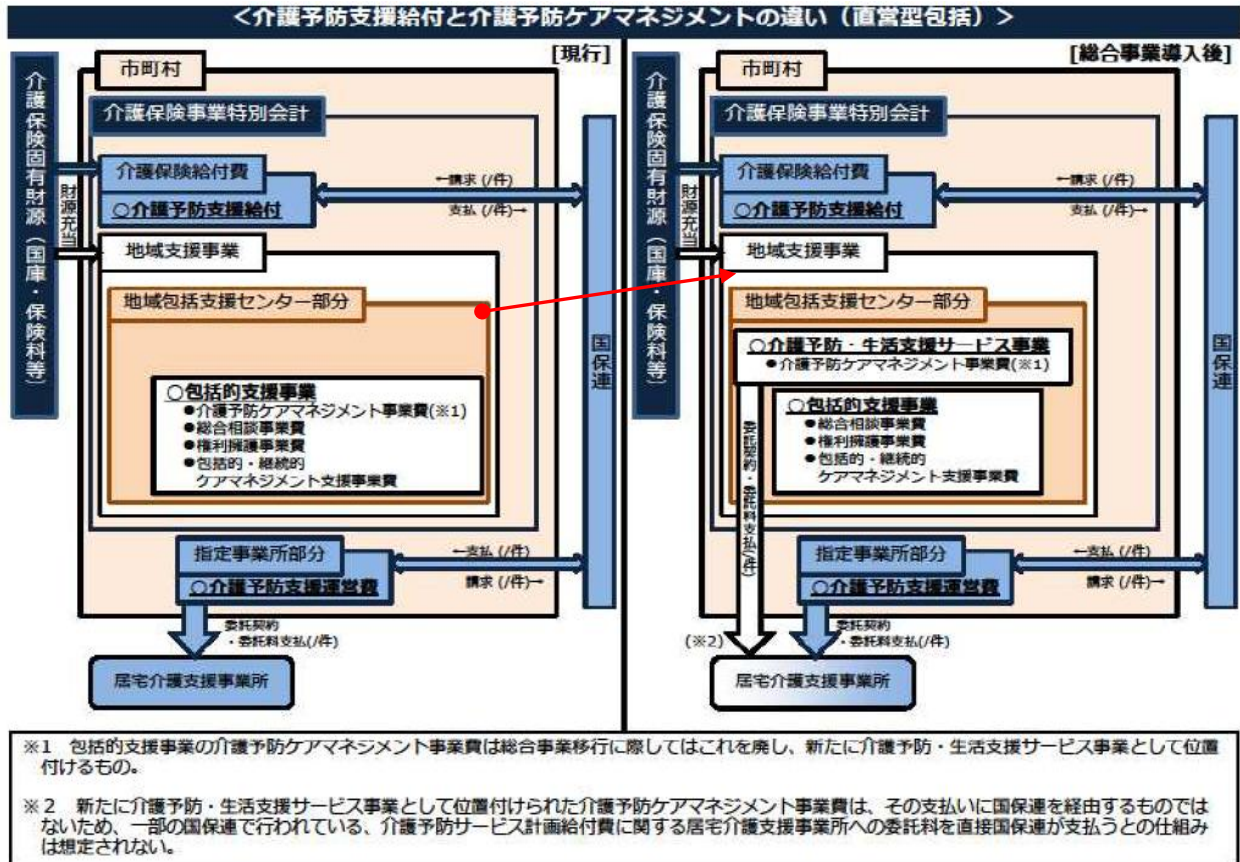 ＜介護予防支援給付と介護予防ケアマネジメントの違い（直営型包括）＞
[現行]
介護保険固有財源（国庫・保険料等）
財源充当
市町村
介護保険事業特別会計
介護保険給付費
○介護予防支援給付
←請求 (/件)
支払 (/件)→
地域支援事業
地域包括支援センター部分
○包括的支援事業
●介護予防ケアマネジメント事業費(※1)
●総合相談事業費
●権利擁護事業費
●包括的・継続的
ケアマネジメント支援事業費
国保連
指定事業所部分
○介護予防支援運営費
←支払 (/件)
請求 (/件)→
委託契約
・委託料支払(/件)
居宅介護支援事業所
[総合事業導入後]
介護保険固有財源（国庫・保険料等）
財源充当
市町村
介護保険事業特別会計
介護保険給付費
○介護予防支援給付
←請求 (/件)
支払 (/件)→
地域支援事業
地域包括支援センター部分
○介護予防・生活支援サービス事業
●介護予防ケアマネジメント事業費(※1)
○包括的支援事業
●総合相談事業費
●権利擁護事業費
●包括的・継続的
ケアマネジメント支援事業費
委託契約・委託料支払(/件)
国保連
指定事業所部分
○介護予防支援運営費
←支払 (/件)
請求 (/件)→
(※2)
委託契約
・委託料支払(/件)
居宅介護支援事業所
※1　包括的支援事業の介護予防ケアマネジメント事業費は総合事業移行に際してはこれを廃し、新たに介護予防・生活支援サービス事業として位置
付けるもの。
※２　新たに介護予防・生活支援サービス事業として位置付けられた介護予防ケアマネジメント事業費は、その支払いに国保連を経由するものでは
ないため、一部の国保連で行われている、介護予防サービス計画給付費に関する居宅介護支援事業所への委託料を直接国保連が支払うとの仕組み
は想定されない。